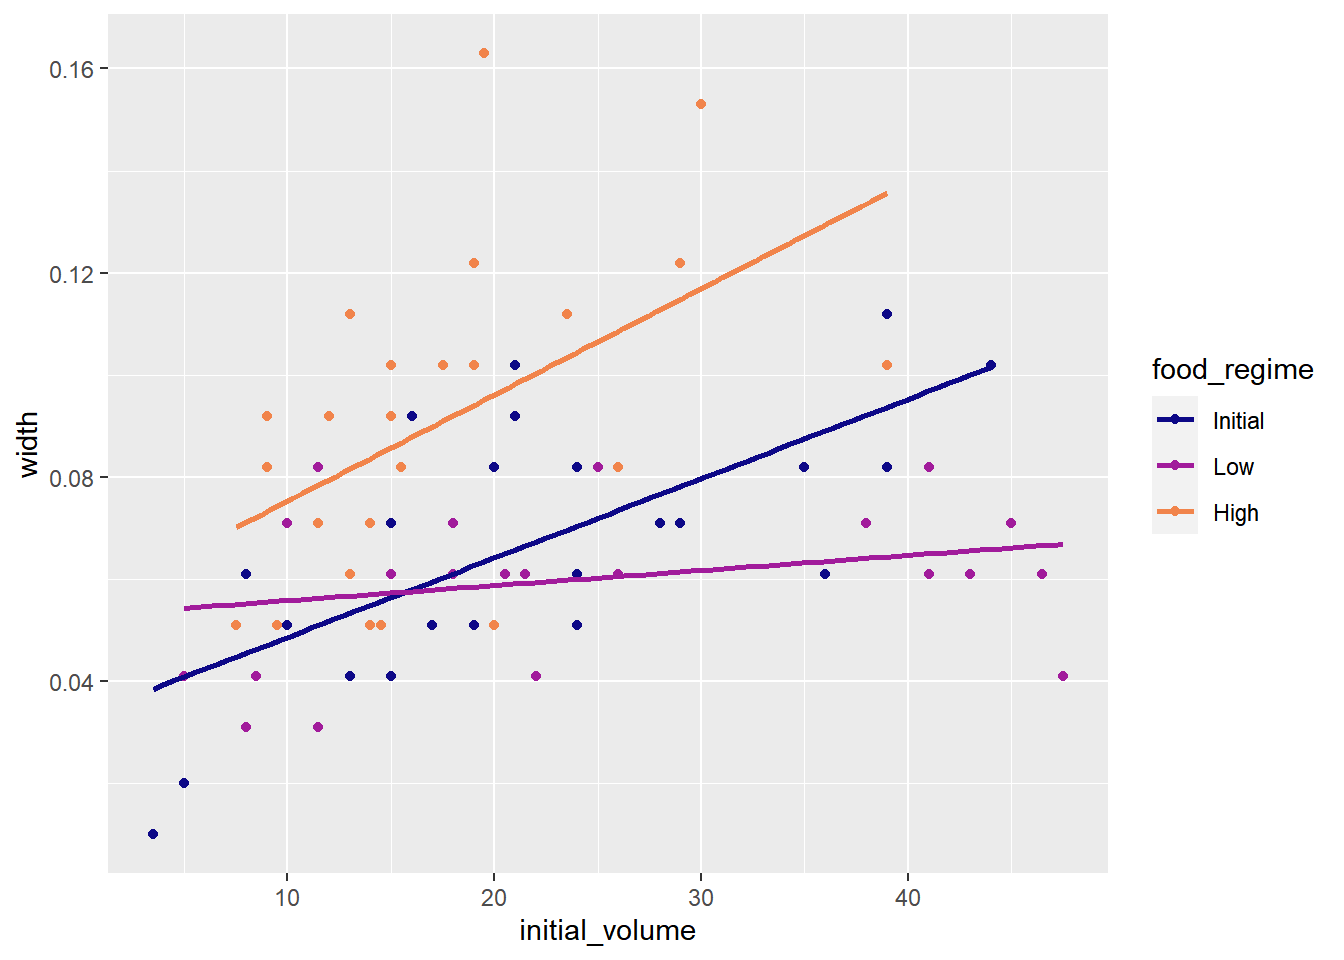 0.16
0.12
0.08
0.04
width
10 20 30 40
initial_volume
food_regime
Initial
Low
High